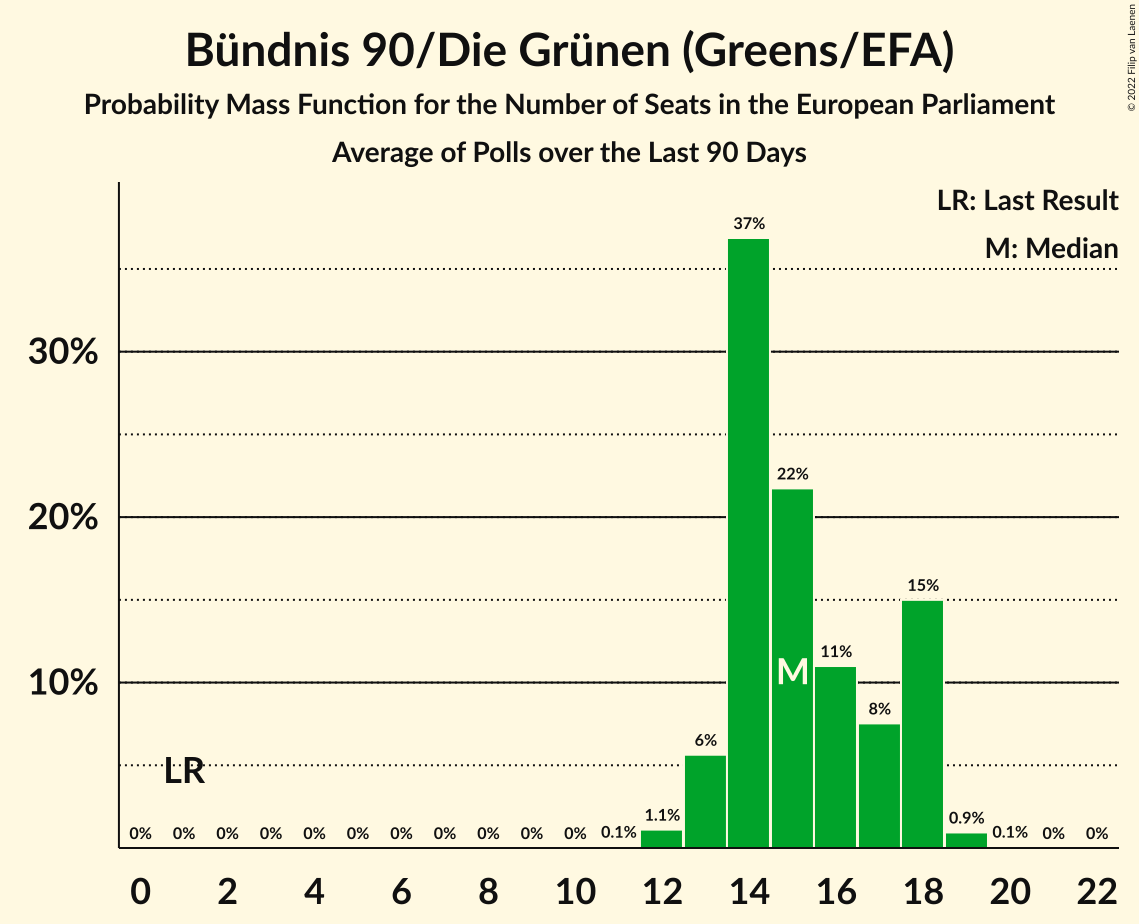 Bündnis 90/Die Grünen (Greens/EFA)
Probability Mass Function for the Number of Seats in the European Parliament
Average of Polls over the Last 90 Days
© 2022 Filip van Laenen
LR: Last Result
M: Median
37%
30%
22%
20%
15%
11%
M
10%
8%
6%
LR
0% 0% 0% 0% 0% 0% 0% 0% 0% 0% 0% 0.1% 1.1% 0.9% 0.1% 0% 0%
0 2 4 6 8 10 12 14 16 18 20 22